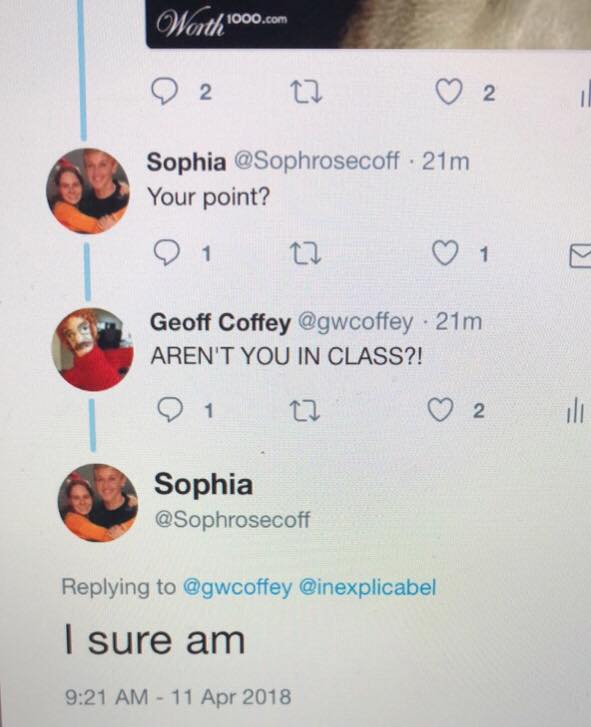 Worth1000.com
2 2
Sophia @Sophrosecoff · 21m
Your point?
1 1
Geoff Coffey @gwcoffey · 21m
AREN'T YOU IN CLASS?!
1 2
Sophia
@Sophrosecoff
Replying to @gwcoffey @inexplicabel
I sure am
9:21 AM - 11 Apr 2018